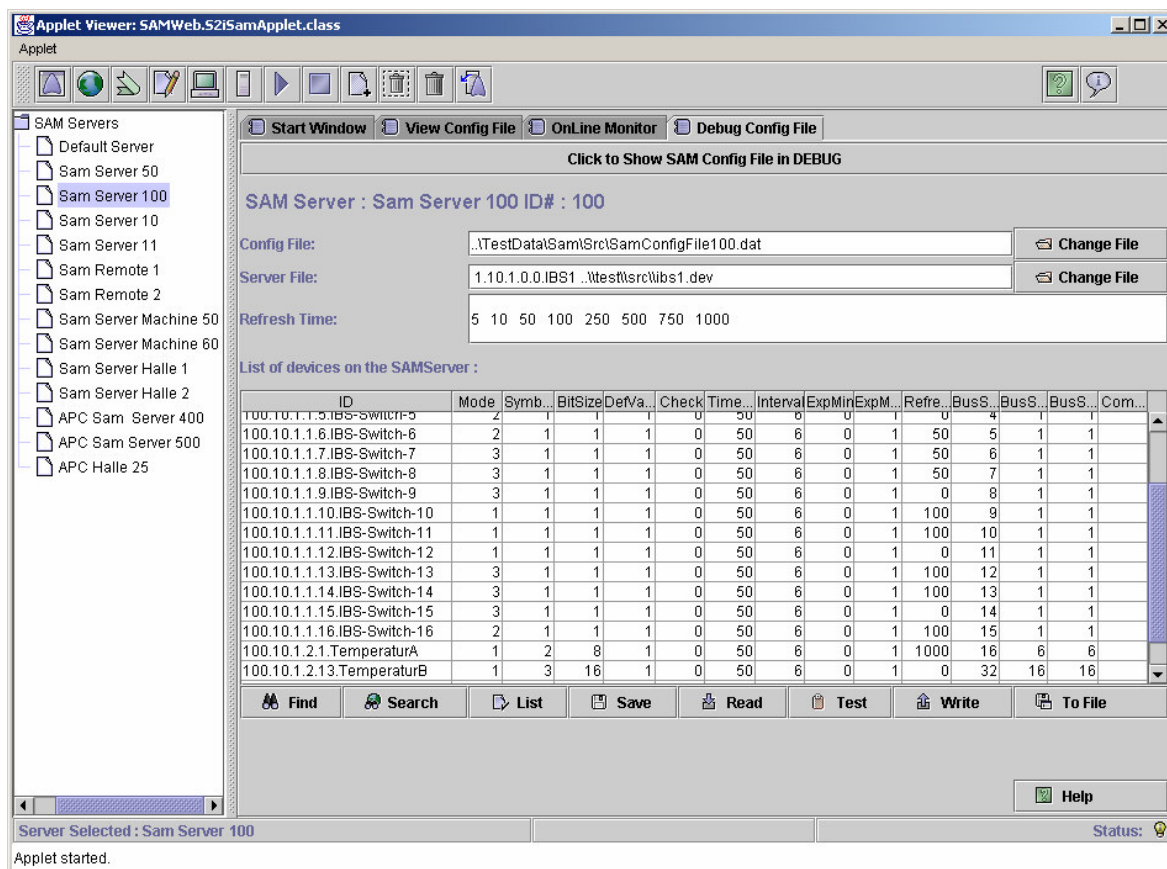 Applet Viewer: SAMWeb.S2iSamApplet.class
Applet
SAM Servers
Default Server
Sam Server 50
Sam Server 100
Sam Server 10
Sam Server 11
Sam Remote 1
Sam Remote 2
Sam Server Machine 50
Sam Server Machine 60
Sam Server Halle 1
Sam Server Halle 2
APC Sam Server 400
APC Sam Server 500
APC Halle 25
Start Window View Config File OnLine Monitor Debug Config File
Click to Show SAM Config File in DEBUG
SAM Server : Sam Server 100 ID# : 100
Config File: ..\TestData\Sam\Src\SamConfigFile100.dat Change File
Server File: 1.10.1.0.0.IBS1 ..\\test\\src\\ibs1.dev Change File
Refresh Time: 5 10 50 100 250 500 750 1000
List of devices on the SAMServer :
ID Mode Symb... BitSize DefVa... Check Time... Interval ExpMin ExpM... Refre... BusS... BusS... BusS... Com...
100.10.1.1.5.IBS-Switch-5 2 1 1 1 0 50 6 0 1 0 4 1 1
100.10.1.1.6.IBS-Switch-6 2 1 1 1 0 50 6 0 1 50 5 1 1
100.10.1.1.7.IBS-Switch-7 3 1 1 1 0 50 6 0 1 50 6 1 1
100.10.1.1.8.IBS-Switch-8 3 1 1 1 0 50 6 0 1 50 7 1 1
100.10.1.1.9.IBS-Switch-9 3 1 1 1 0 50 6 0 1 0 8 1 1
100.10.1.1.10.IBS-Switch-10 1 1 1 1 0 50 6 0 1 100 9 1 1
100.10.1.1.11.IBS-Switch-11 1 1 1 1 0 50 6 0 1 100 10 1 1
100.10.1.1.12.IBS-Switch-12 1 1 1 1 0 50 6 0 1 0 11 1 1
100.10.1.1.13.IBS-Switch-13 3 1 1 1 0 50 6 0 1 100 12 1 1
100.10.1.1.14.IBS-Switch-14 3 1 1 1 0 50 6 0 1 100 13 1 1
100.10.1.1.15.IBS-Switch-15 3 1 1 1 0 50 6 0 1 0 14 1 1
100.10.1.1.16.IBS-Switch-16 2 1 1 1 0 50 6 0 1 100 15 1 1
100.10.1.2.1.TemperaturA 1 2 8 1 0 50 6 0 1 1000 16 6 6
100.10.1.2.13.TemperaturB 1 3 16 1 0 50 6 0 1 0 32 16 16
Find Search List Save Read Test Write To File
Help
Server Selected : Sam Server 100 Status:
Applet started.